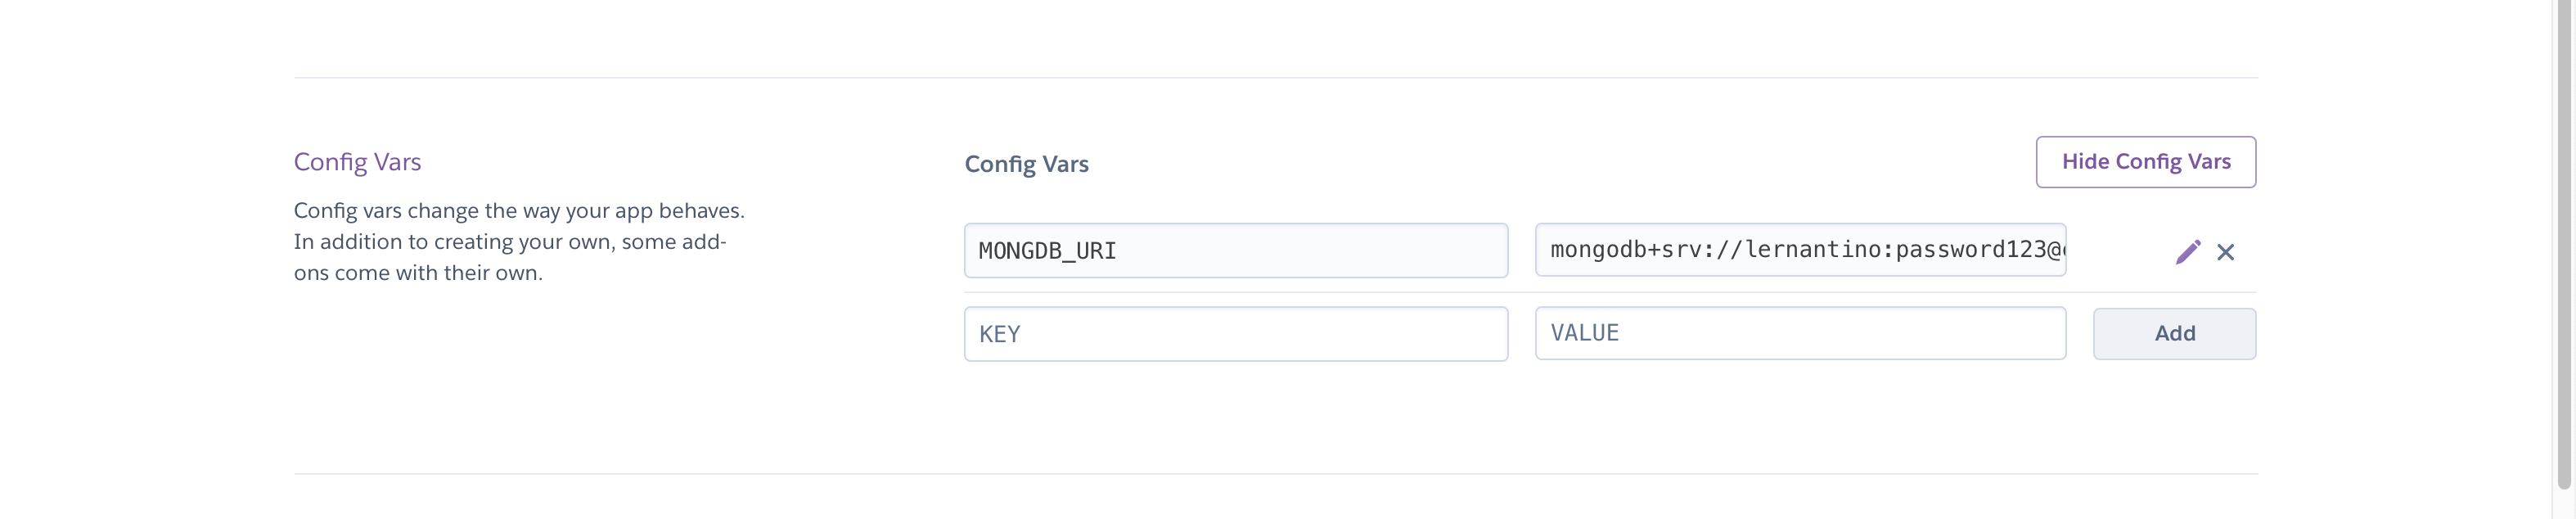 Config Vars
Config vars change the way your app behaves.
In addition to creating your own, some add-
ons come with their own.
Config Vars
Hide Config Vars
MONGDB_URI
mongodb+srv://lernantino:password123@
KEY
VALUE
Add